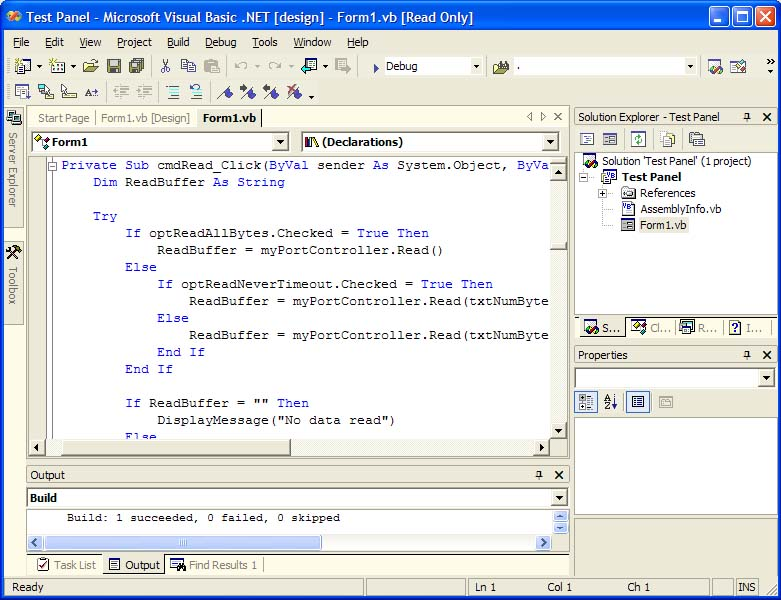 Test Panel - Microsoft Visual Basic .NET [design] - Form1.vb [Read Only]
File Edit View Project Build Debug Tools Window Help
Debug .
Start Page Form1.vb [Design] Form1.vb
Form1 (Declarations)
Server Explorer
Toolbox
Private Sub cmdRead_Click(ByVal sender As System.Object, ByVa
Dim ReadBuffer As String
Try
If optReadAllBytes.Checked = True Then
ReadBuffer = myPortController.Read()
Else
If optReadNeverTimeout.Checked = True Then
ReadBuffer = myPortController.Read(txtNumByte
Else
ReadBuffer = myPortController.Read(txtNumByte
End If
End If
If ReadBuffer = "" Then
DisplayMessage("No data read")
Else
Solution Explorer - Test Panel
Solution 'Test Panel' (1 project)
Test Panel
References
AssemblyInfo.vb
Form1.vb
S... Cl... R... I...
Properties
Output
Build
Build: 1 succeeded, 0 failed, 0 skipped
Task List Output Find Results 1
Ready Ln 1 Col 1 Ch 1 INS